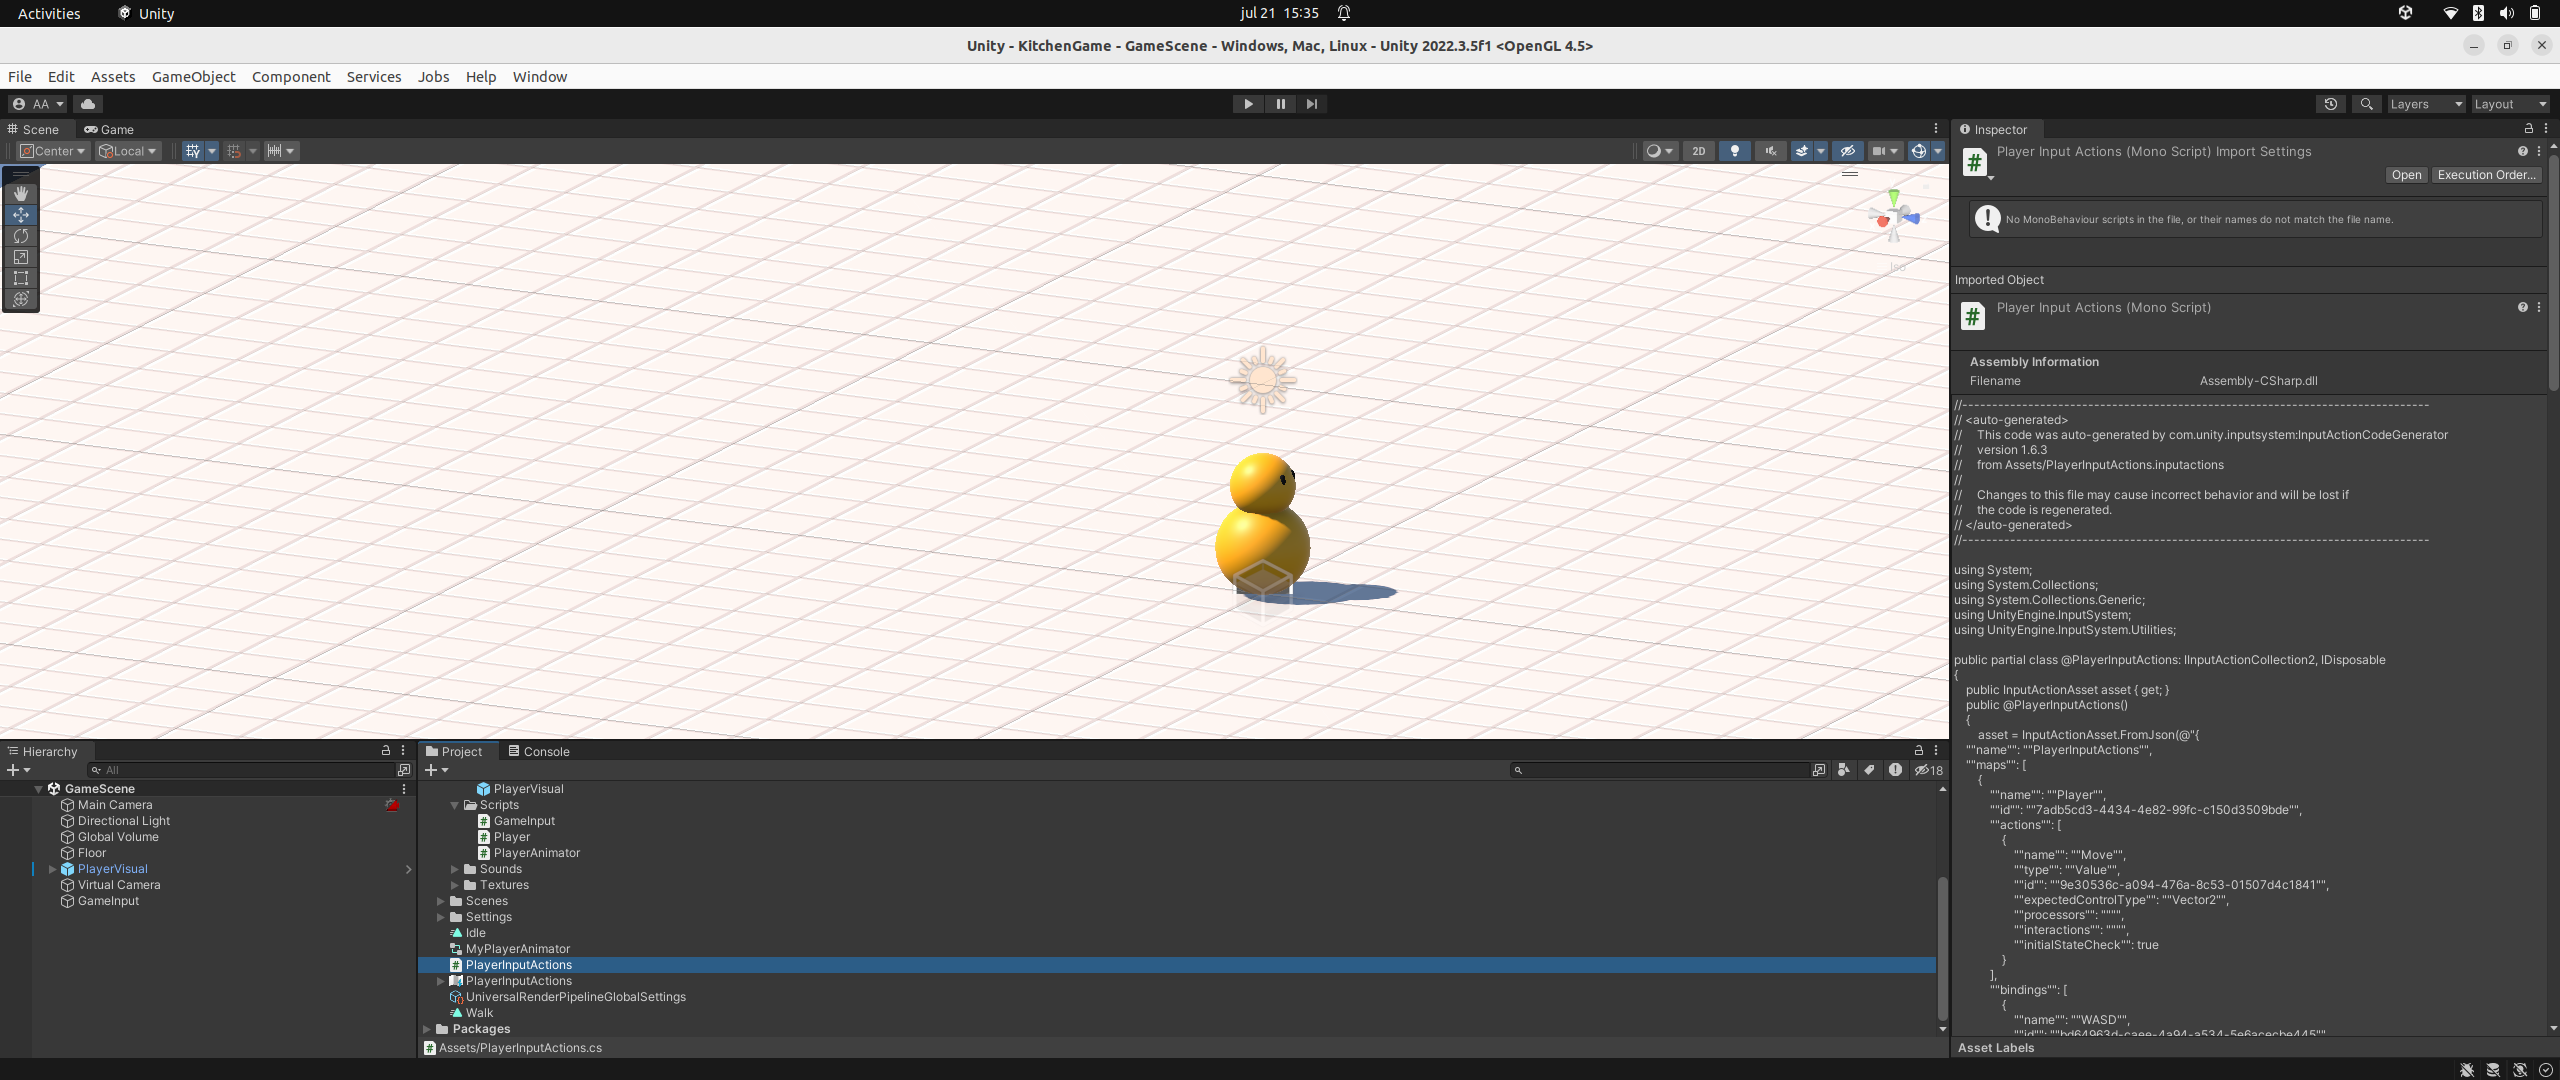 Activities
Unity
jul 21 15:35
Unity - KitchenGame - GameScene - Windows, Mac, Linux - Unity 2022.3.5f1 <OpenGL 4.5>
File Edit Assets GameObject Component Services Jobs Help Window
AA
Layers
Layout
Scene
Game
Center
Local
2D
Hierarchy
All
GameScene
Main Camera
Directional Light
Global Volume
Floor
PlayerVisual
Virtual Camera
GameInput
Project
Console
18
PlayerVisual
Scripts
GameInput
Player
PlayerAnimator
Sounds
Textures
Scenes
Settings
Idle
MyPlayerAnimator
PlayerInputActions
PlayerInputActions
UniversalRenderPipelineGlobalSettings
Walk
Packages
Assets/PlayerInputActions.cs
Inspector
Player Input Actions (Mono Script) Import Settings
Open
Execution Order...
No MonoBehaviour scripts in the file, or their names do not match the file name.
Imported Object
Player Input Actions (Mono Script)
Assembly Information
Filename Assembly-CSharp.dll
//------------------------------------------------------------------------------
// <auto-generated>
//     This code was auto-generated by com.unity.inputsystem:InputActionCodeGenerator
//     version 1.6.3
//     from Assets/PlayerInputActions.inputactions
//
//     Changes to this file may cause incorrect behavior and will be lost if
//     the code is regenerated.
// </auto-generated>
//------------------------------------------------------------------------------
using System;
using System.Collections;
using System.Collections.Generic;
using UnityEngine.InputSystem;
using UnityEngine.InputSystem.Utilities;
public partial class @PlayerInputActions: IInputActionCollection2, IDisposable
{
public InputActionAsset asset { get; }
public @PlayerInputActions()
{
asset = InputActionAsset.FromJson(@"{
""name"": ""PlayerInputActions"",
""maps"": [
{
""name"": ""Player"",
""id"": ""7adb5cd3-4434-4e82-99fc-c150d3509bde"",
""actions"": [
{
""name"": ""Move"",
""type"": ""Value"",
""id"": ""9e30536c-a094-476a-8c53-01507d4c1841"",
""expectedControlType"": ""Vector2"",
""processors"": """",
""interactions"": """",
""initialStateCheck"": true
}
],
""bindings"": [
{
""name"": ""WASD"",
""id"": ""bd64963d-caee-4a94-a534-5e6acecbe445"",
Asset Labels